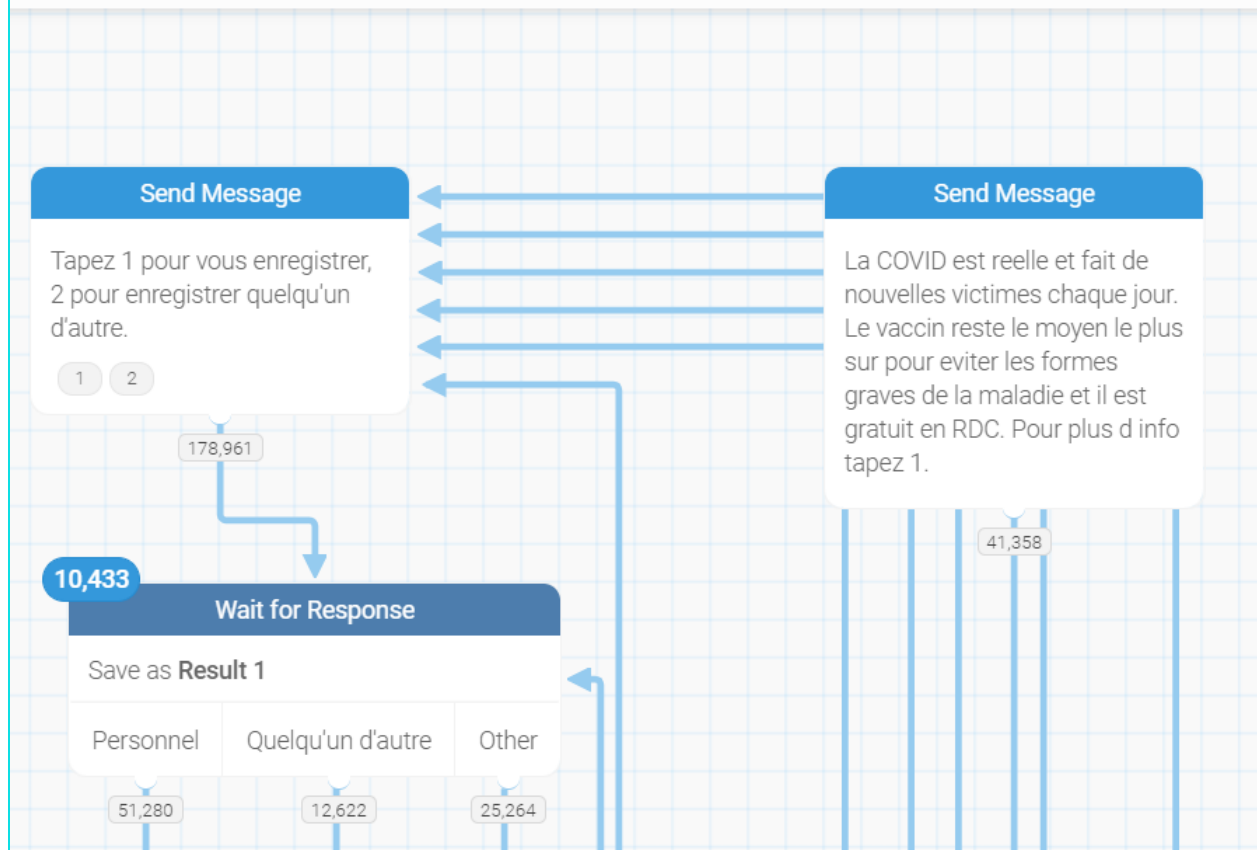 Send Message
Tapez 1 pour vous enregistrer,
2 pour enregistrer quelqu'un
d'autre.
1 2
178,961
10,433
Wait for Response
Save as Result 1
Personnel Quelqu'un d'autre Other
51,280 12,622 25,264
Send Message
La COVID est reelle et fait de
nouvelles victimes chaque jour.
Le vaccin reste le moyen le plus
sur pour eviter les formes
graves de la maladie et il est
gratuit en RDC. Pour plus d info
tapez 1.
41,358